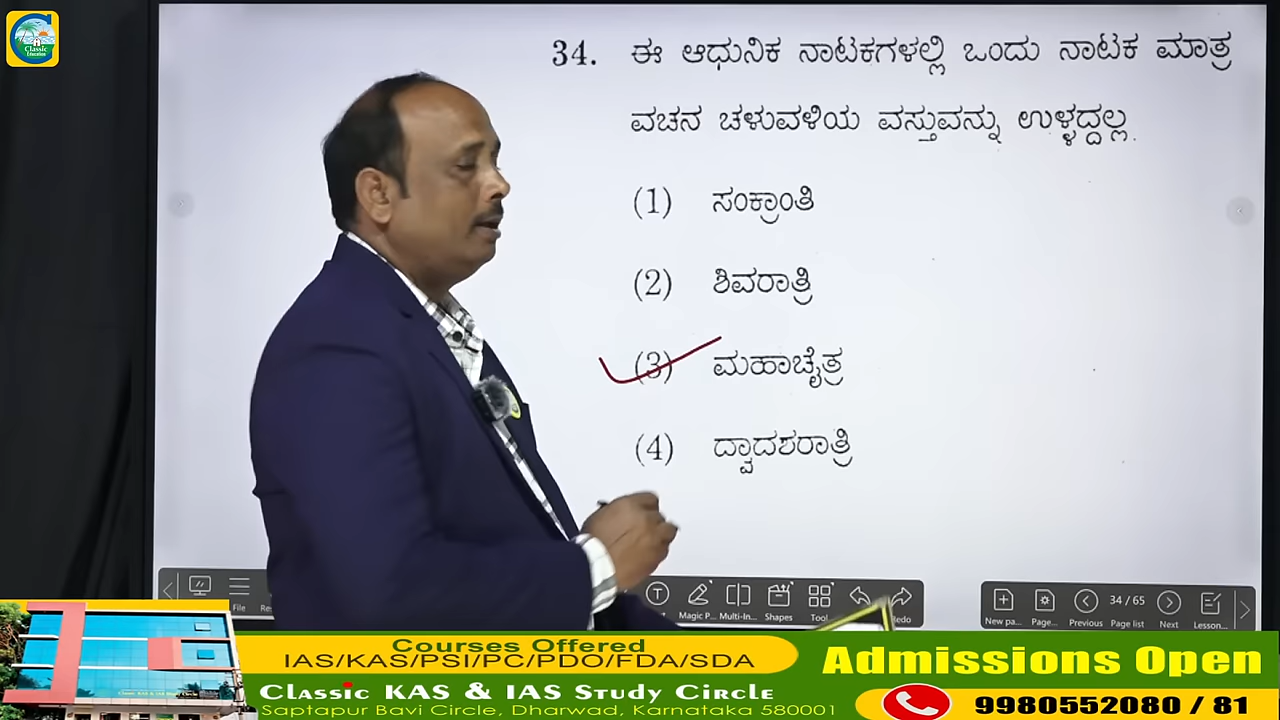 Classic
Education
34. ಈ ಆಧುನಿಕ ನಾಟಕಗಳಲ್ಲಿ ಒಂದು ನಾಟಕ ಮಾತ್ರ
ವಚನ ಚಳುವಳಿಯ ವಸ್ತುವನ್ನು ಉಳ್ಳದ್ದಲ್ಲ.
(1) ಸಂಕ್ರಾಂತಿ
(2) ಶಿವರಾತ್ರಿ
(3) ಮಹಾಚೈತ್ರ
(4) ದ್ವಾದಶರಾತ್ರಿ
File
Magic P... Multi-In... Shapes Tool
34 / 65
New pa... Page... Previous Page list Next Lesson...
Courses Offered
IAS/KAS/PSI/PC/PDO/FDA/SDA
Classic KAS & IAS Study Circle
Saptapur Bavi Circle, Dharwad, Karnataka 580001
Admissions Open
9980552080 / 81